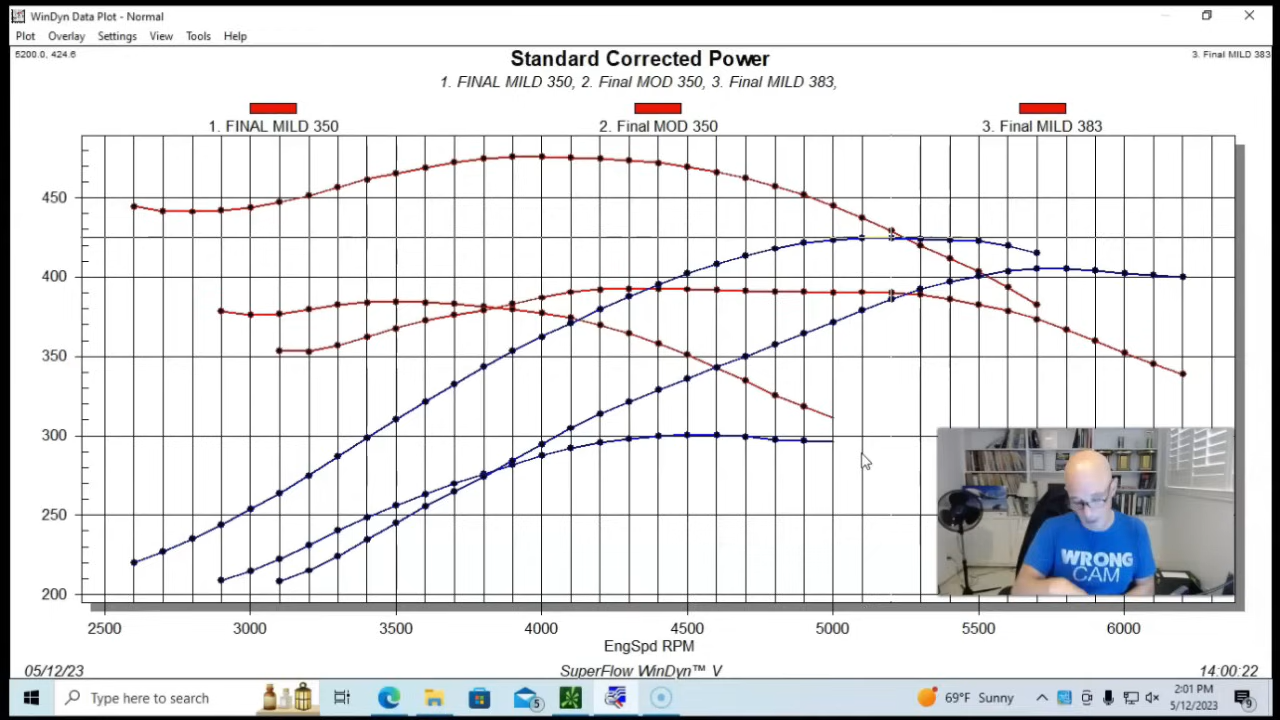 WinDyn Data Plot - Normal
Plot Overlay Settings View Tools Help
5200.0, 424.6
3. Final MILD 383
Standard Corrected Power
1. FINAL MILD 350, 2. Final MOD 350, 3. Final MILD 383,
1. FINAL MILD 350
2. Final MOD 350
3. Final MILD 383
450
400
350
300
250
200
2500 3000 3500 4000 4500 5000 5500 6000
EngSpd RPM
WRONG
CAM
05/12/23
SuperFlow WinDyn™ V
14:00:22
Type here to search
5
69°F Sunny
2:01 PM
5/12/2023
9